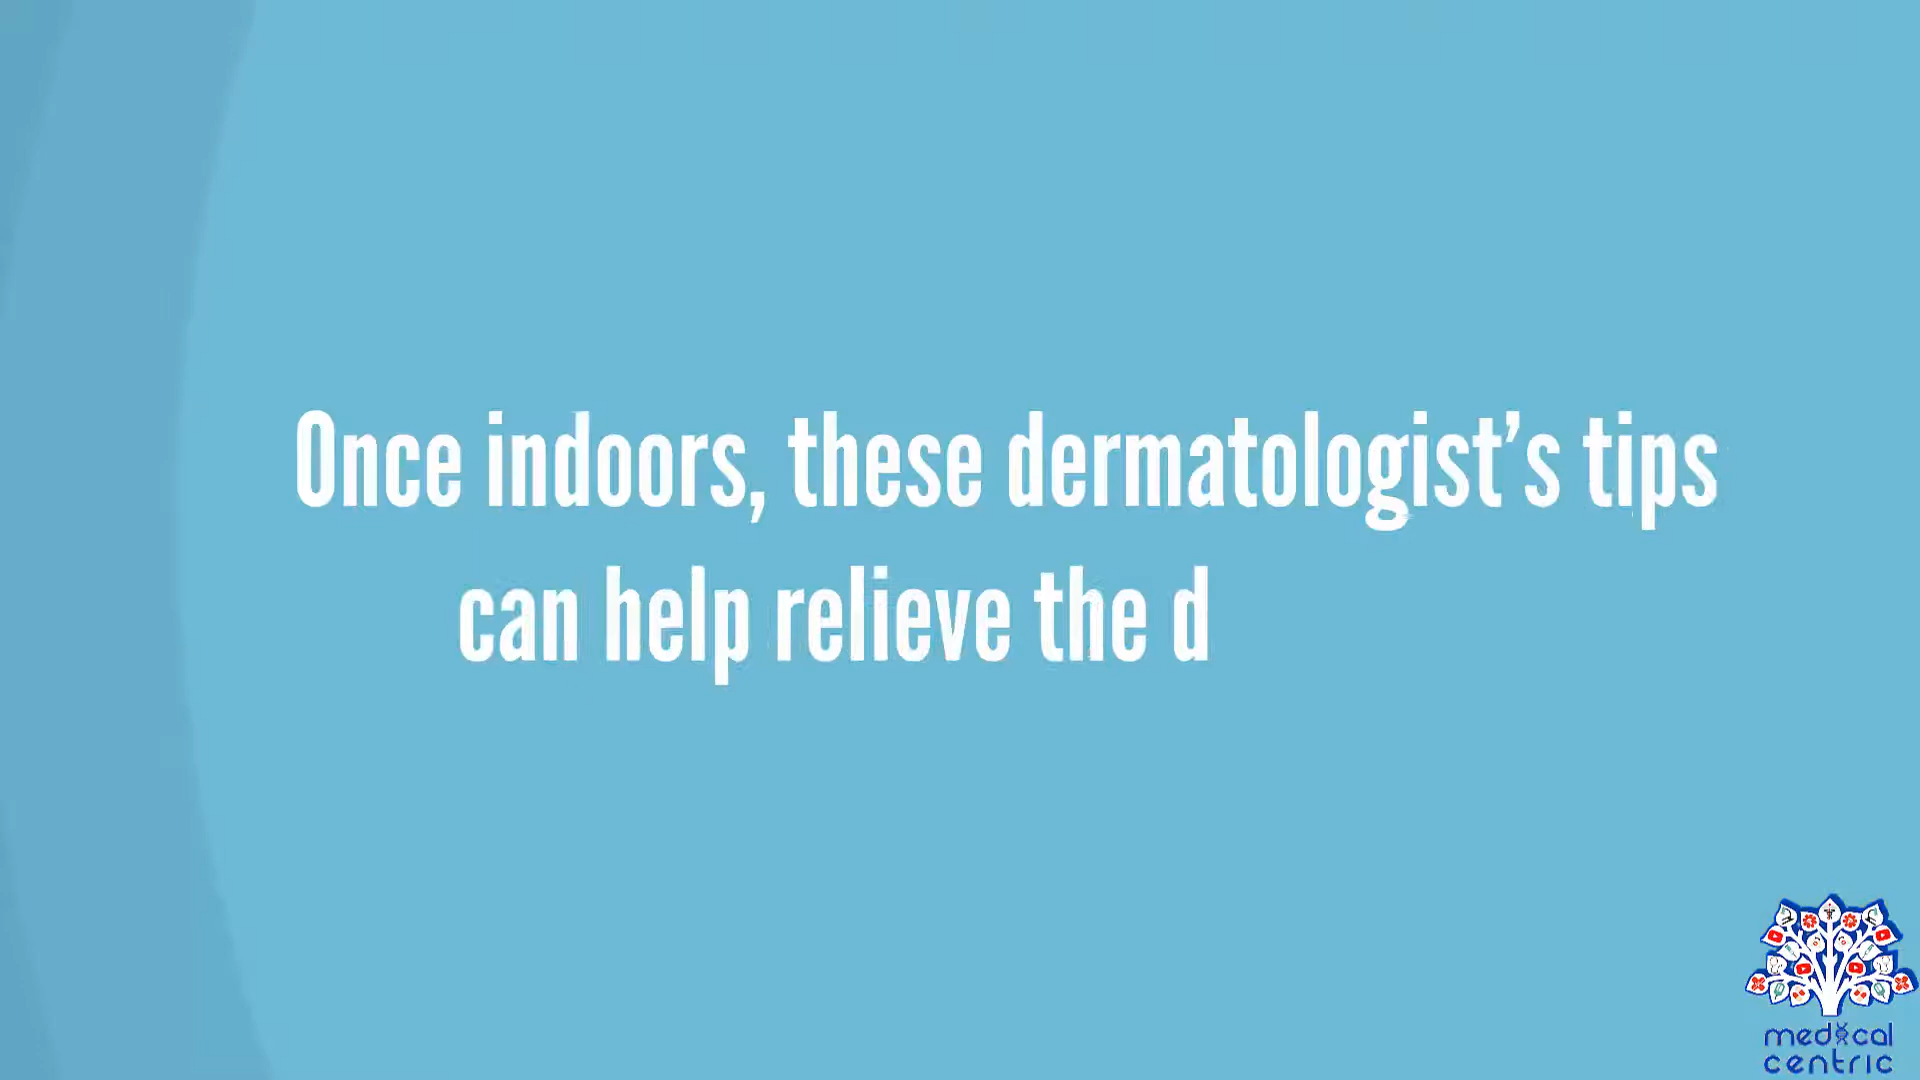 Once indoors, these dermatologist’s tips
can help relieve the d
medical
centric